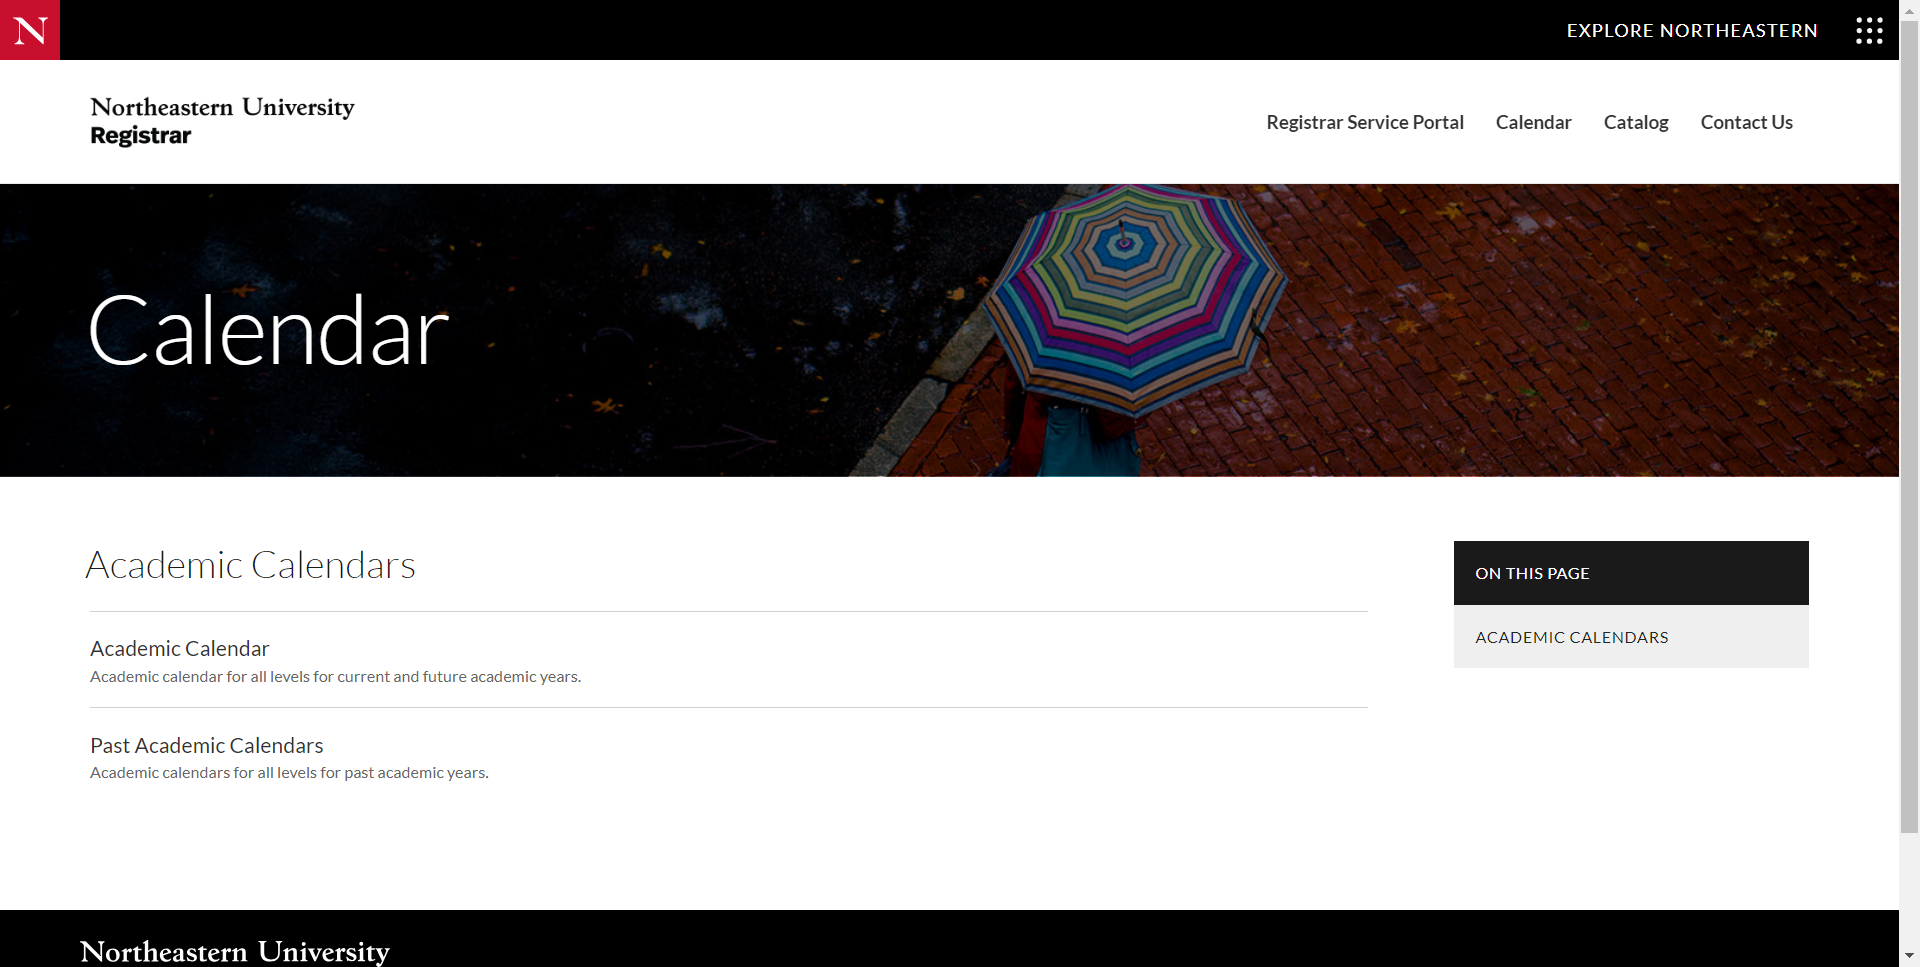 N
EXPLORE NORTHEASTERN
Northeastern University
Registrar
Registrar Service Portal
Calendar
Catalog
Contact Us
Calendar
Academic Calendars
Academic Calendar
Academic calendar for all levels for current and future academic years.
Past Academic Calendars
Academic calendars for all levels for past academic years.
ON THIS PAGE
ACADEMIC CALENDARS
Northeastern University